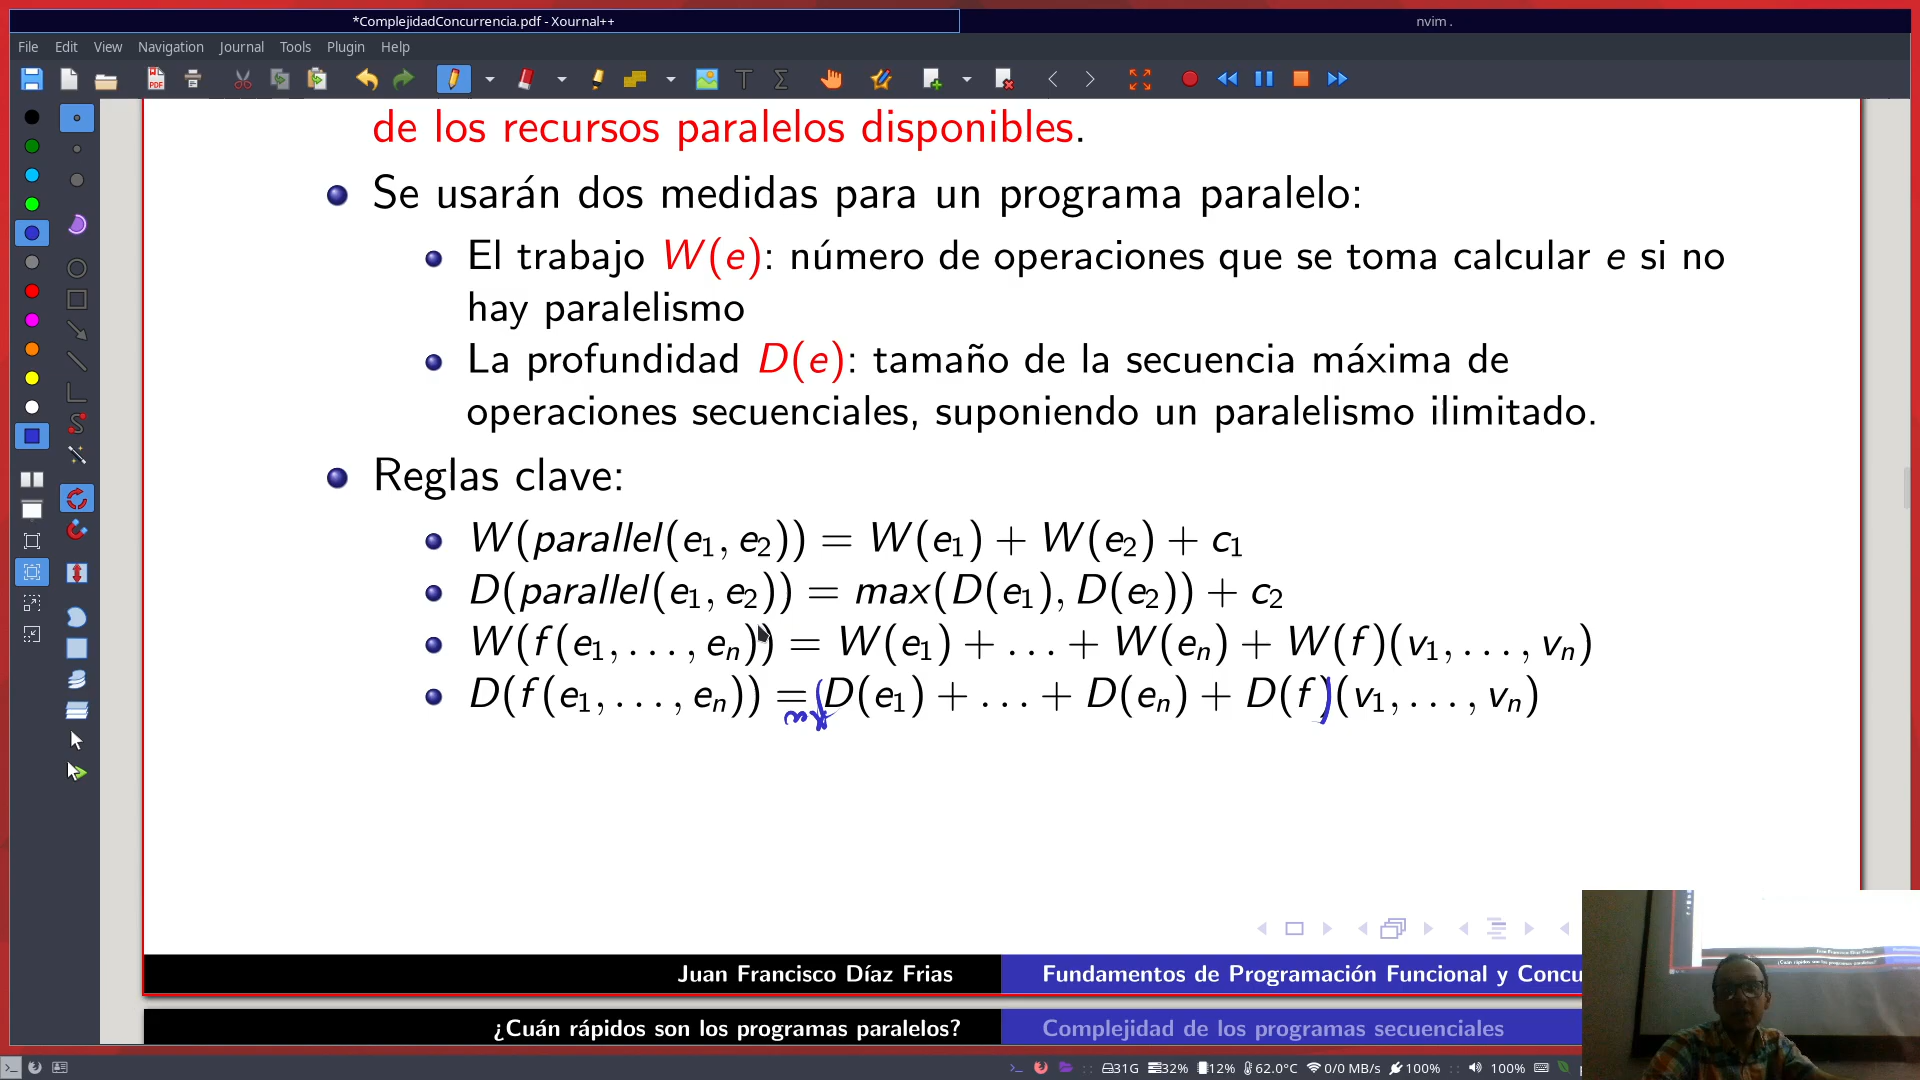 *ComplejidadConcurrencia.pdf - Xournal++
nvim .
File Edit View Navigation Journal Tools Plugin Help
de los recursos paralelos disponibles.
Se usarán dos medidas para un programa paralelo:
El trabajo W(e): número de operaciones que se toma calcular e si no
hay paralelismo
La profundidad D(e): tamaño de la secuencia máxima de
operaciones secuenciales, suponiendo un paralelismo ilimitado.
Reglas clave:
W(parallel(e₁, e₂)) = W(e₁) + W(e₂) + c₁
D(parallel(e₁, e₂)) = max(D(e₁), D(e₂)) + c₂
W(f(e₁, . . . , eₙ)) = W(e₁) + . . . + W(eₙ) + W(f)(v₁, . . . , vₙ)
D(f(e₁, . . . , eₙ)) = D(e₁) + . . . + D(eₙ) + D(f)(v₁, . . . , vₙ)
Juan Francisco Díaz Frias
Fundamentos de Programación Funcional y Concu
¿Cuán rápidos son los programas paralelos?
Complejidad de los programas secuenciales
31G 32% 12% 62.0°C 0/0 MB/s 100% 100%